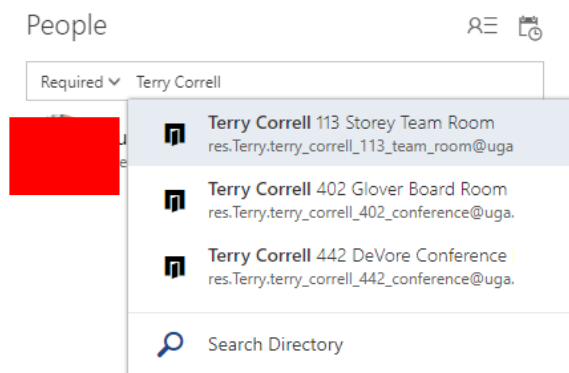 People
Required Terry Correll
Terry Correll 113 Storey Team Room
res.Terry.terry_correll_113_team_room@uga
Terry Correll 402 Glover Board Room
res.Terry.terry_correll_402_conference@uga.
Terry Correll 442 DeVore Conference
res.Terry.terry_correll_442_conference@uga.
Search Directory